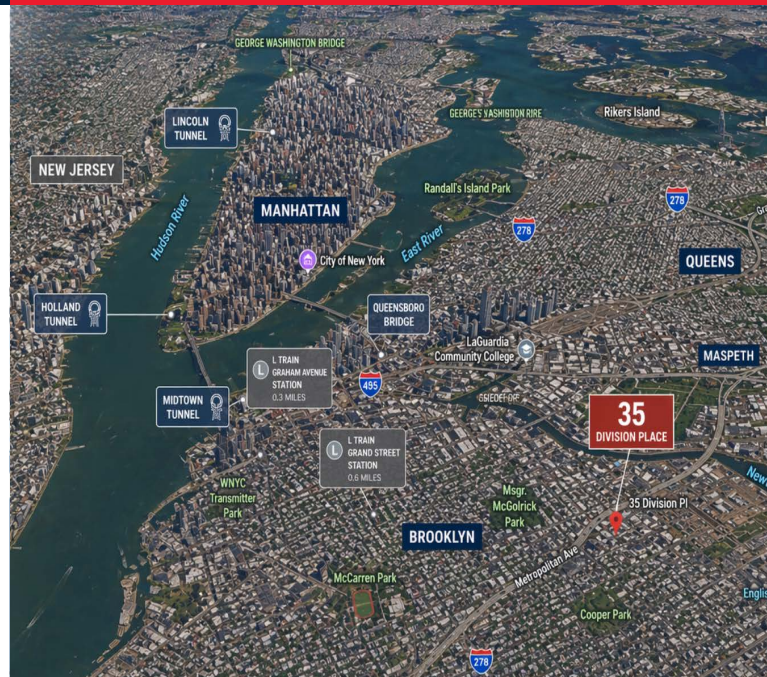 GEORGE WASHINGTON BRIDGE
LINCOLN
TUNNEL
GEORGE'S VASHINGTON RIRE
Rikers Island
NEW JERSEY
Randall's Island Park
278
278
MANHATTAN
Hudson River
East River
City of New York
QUEENS
HOLLAND
TUNNEL
QUEENSBORO
BRIDGE
LaGuardia
Community College
MASPETH
L
L TRAIN
GRAHAM AVENUE
STATION
0.3 MILES
495
MIDTOWN
TUNNEL
35
DIVISION PLACE
L
L TRAIN
GRAND STREET
STATION
0.6 MILES
WNYC
Transmitter
Park
Msgr.
McGolrick
Park
35 Division Pl
BROOKLYN
Metropolitan Ave
McCarren Park
Cooper Park
278